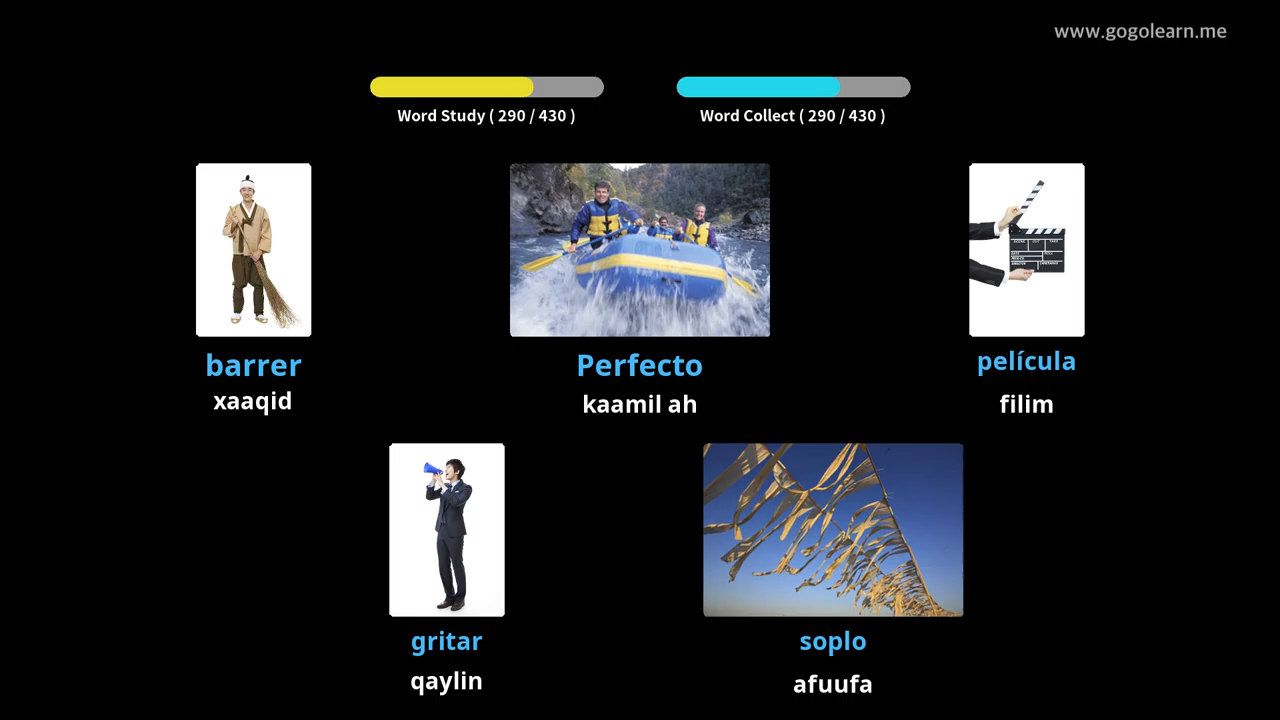 www.gogolearn.me
Word Study ( 290 / 430 )
Word Collect ( 290 / 430 )
barrer
xaaqid
Perfecto
kaamil ah
película
filim
gritar
qaylin
soplo
afuufa